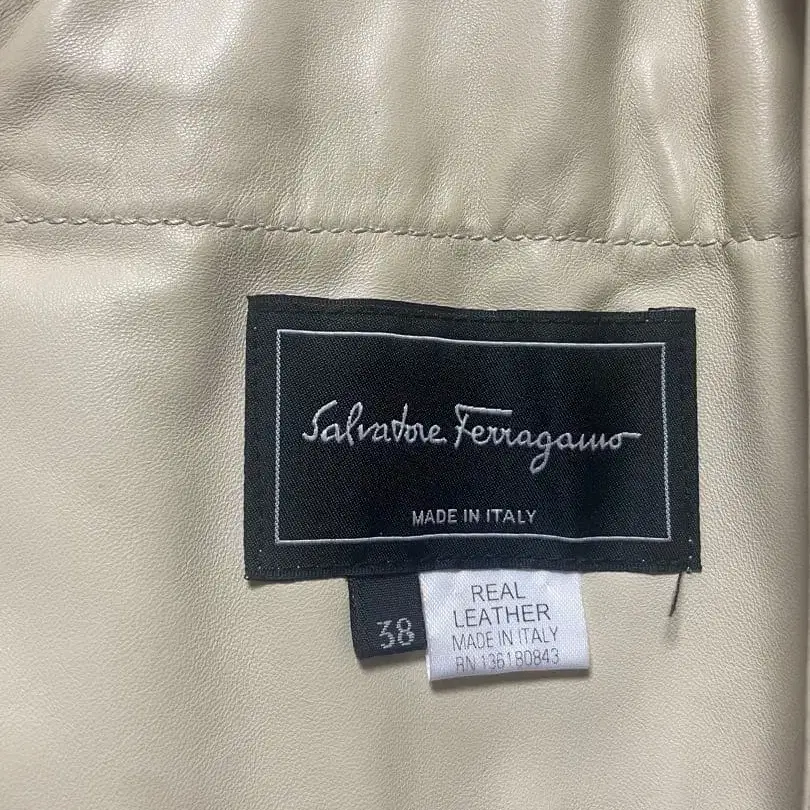 Salvatore Ferragamo
MADE IN ITALY
38
REAL
LEATHER
MADE IN ITALY
RN 136180843